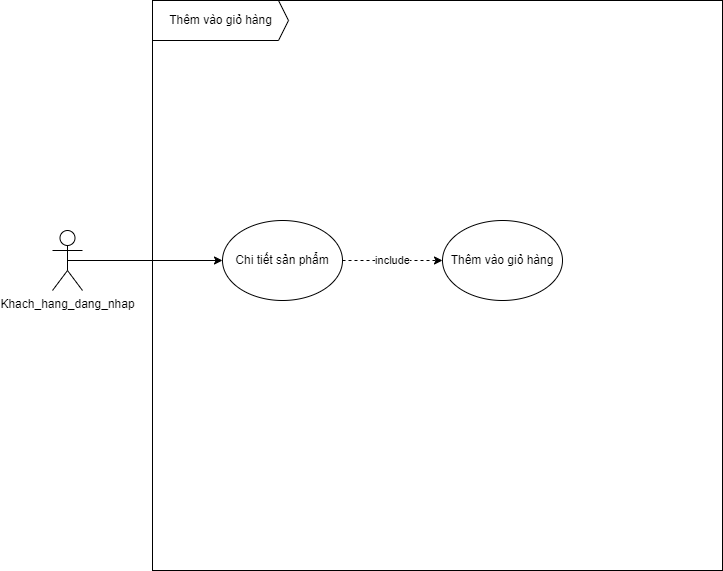 Thêm vào giỏ hàng
Chi tiết sản phẩm
include
Thêm vào giỏ hàng
Khach_hang_dang_nhap